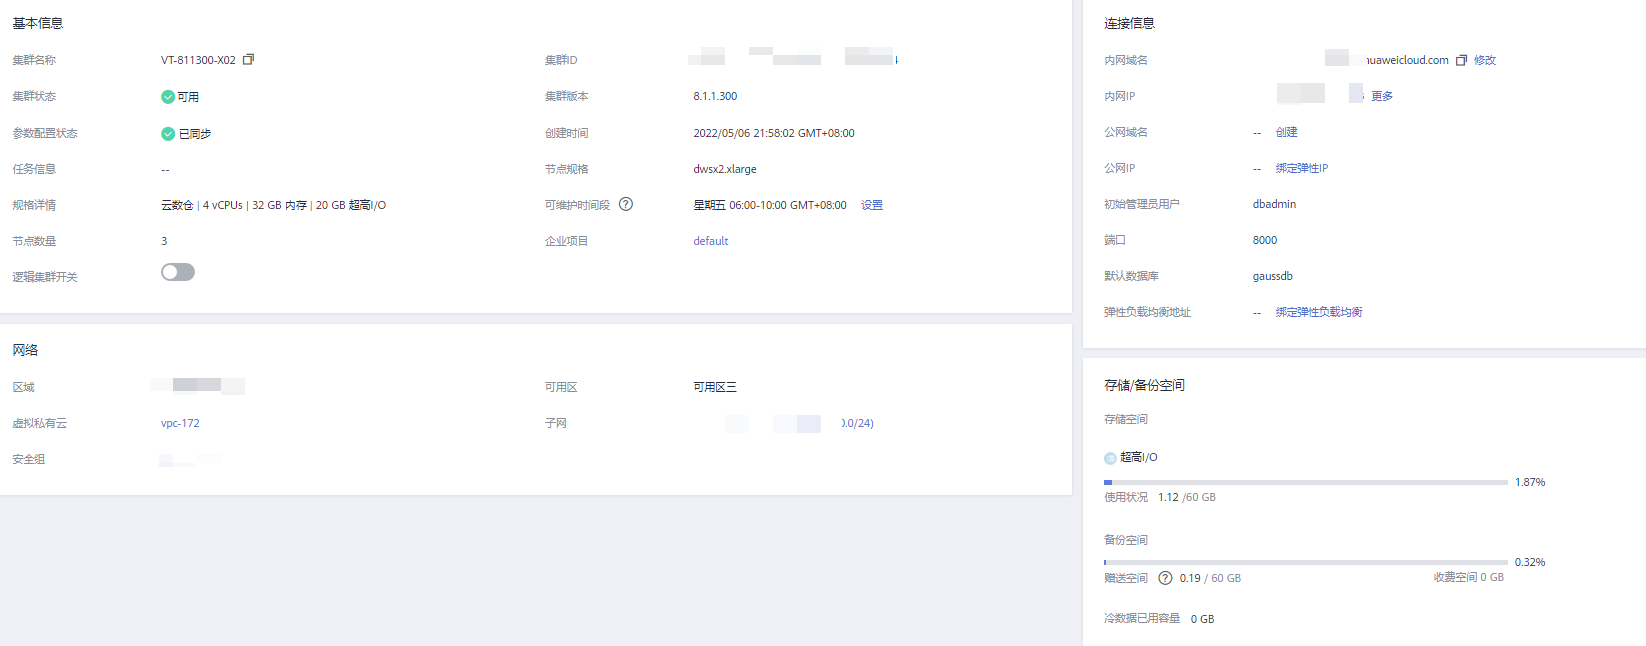 基本信息
集群名称 VT-811300-X02 集群ID
集群状态 可用 集群版本 8.1.1.300
参数配置状态 已同步 创建时间 2022/05/06 21:58:02 GMT+08:00
任务信息 -- 节点规格 dwsx2.xlarge
规格详情 云数仓 | 4 vCPUs | 32 GB 内存 | 20 GB 超高I/O 可维护时间段 ? 星期五 06:00-10:00 GMT+08:00 设置
节点数量 3 企业项目 default
逻辑集群开关
网络
区域 可用区 可用区三
虚拟私有云 vpc-172 子网 .0/24)
安全组
连接信息
内网域名 huaweicloud.com 修改
内网IP 更多
公网域名 -- 创建
公网IP -- 绑定弹性IP
初始管理员用户 dbadmin
端口 8000
默认数据库 gaussdb
弹性负载均衡地址 -- 绑定弹性负载均衡
存储/备份空间
存储空间
超高I/O
1.87%
使用状况 1.12 /60 GB
备份空间
0.32%
赠送空间 ? 0.19 / 60 GB 收费空间 0 GB
冷数据已用容量 0 GB